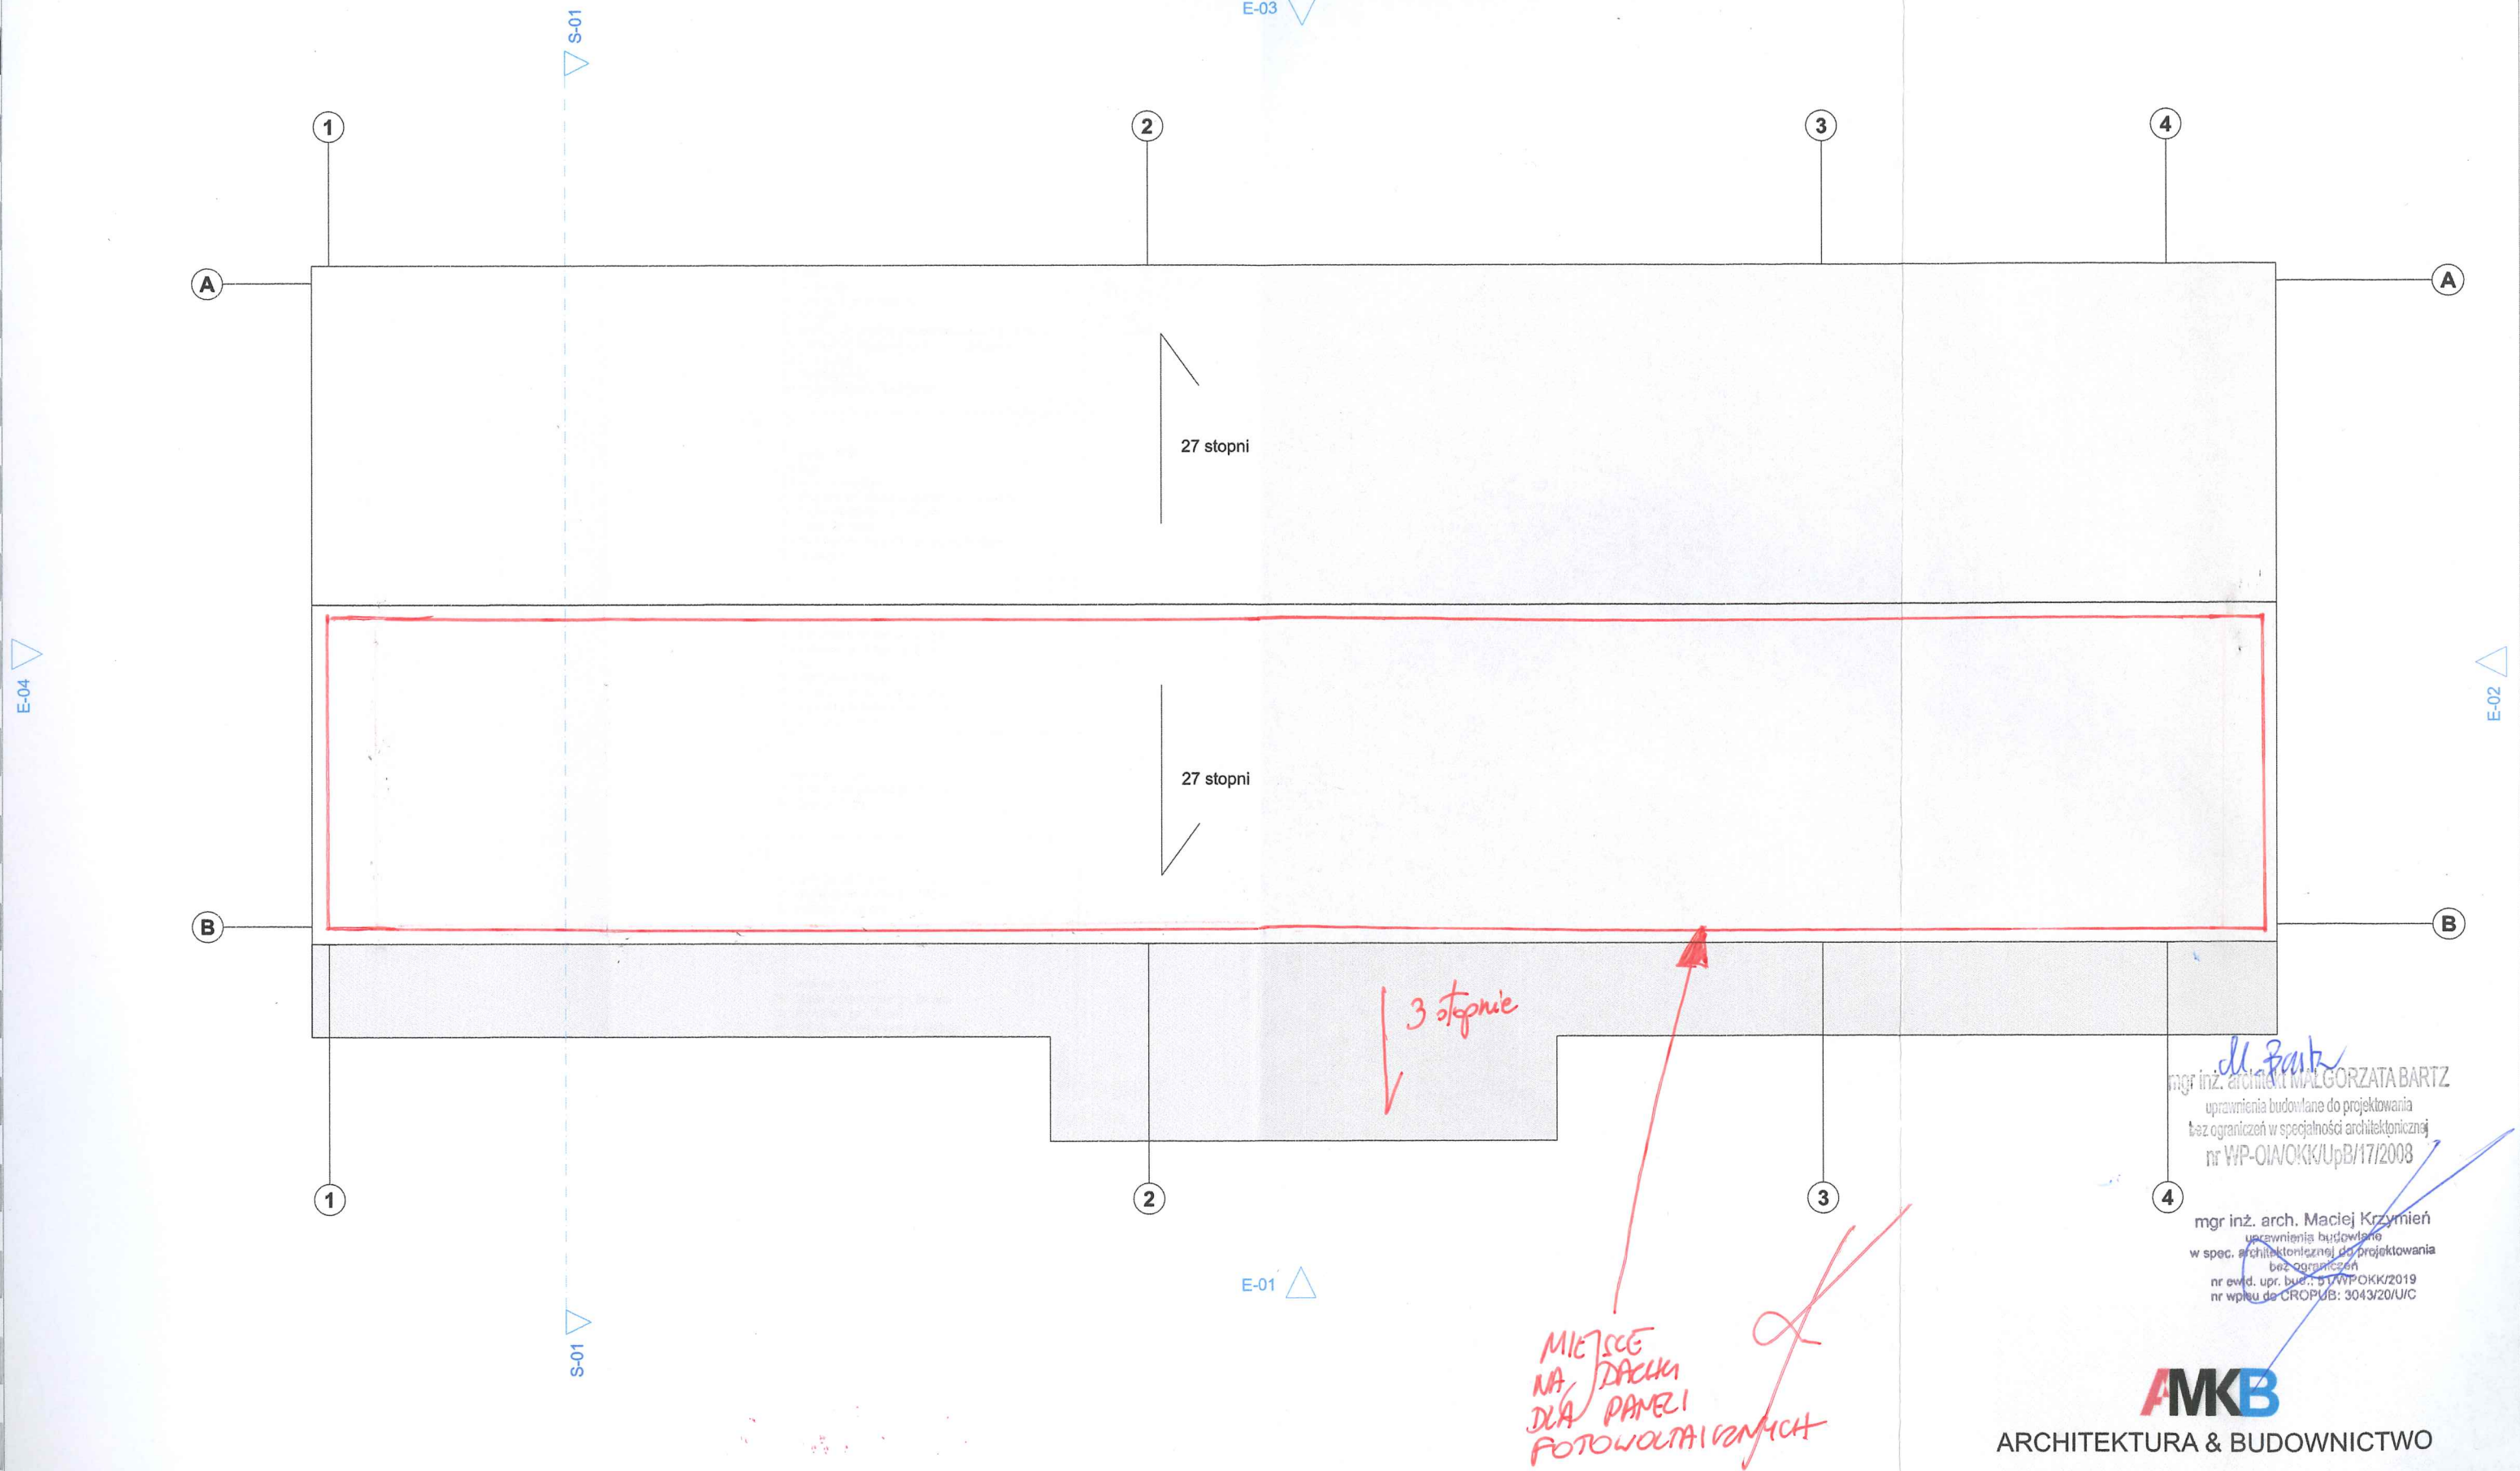 E-03
S-01
1
2
3
4
A
A
27 stopni
E-04
E-02
27 stopni
B
B
3 stopnie
1
2
3
4
E-01
S-01
MIEJSCE
NA DACHU
DLA PANELI
FOTOWOLTAICZNYCH
M. Bartz
mgr inż. architekt MAŁGORZATA BARTZ
uprawnienia budowlane do projektowania
bez ograniczeń w specjalności architektonicznej
nr WP-OIA/OKK/UpB/17/2008
mgr inż. arch. Maciej Krzymień
uprawnienia budowlane
w spec. architektonicznej do projektowania
bez ograniczeń
nr ewid. upr. bud.: 51/WPOKK/2019
nr wpisu do CROPUB: 3043/20/U/C
AMKB
ARCHITEKTURA & BUDOWNICTWO